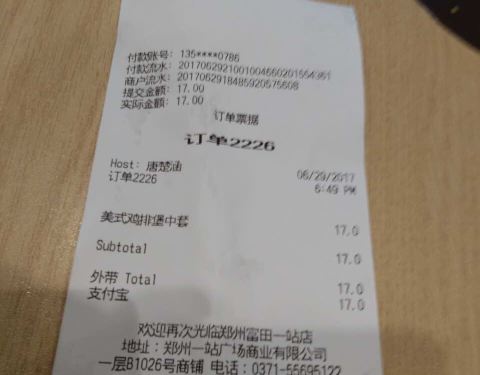 付款账号: 135****0786
付款流水: 2017062921001004660201554361
商户流水: 20170629184859205756​08
提交金额: 17.00
实际金额: 17.00
订单票据
订单2226
Host: 唐楚涵 06/29/2017
订单2226 6:49 PM
美式鸡排堡中套 17.0
Subtotal 17.0
外带 Total 17.0
支付宝 17.0
欢迎再次光临郑州富田一站店
地址: 郑州一站广场商业有限公司
一层B1026号商铺 电话: 0371-55695122